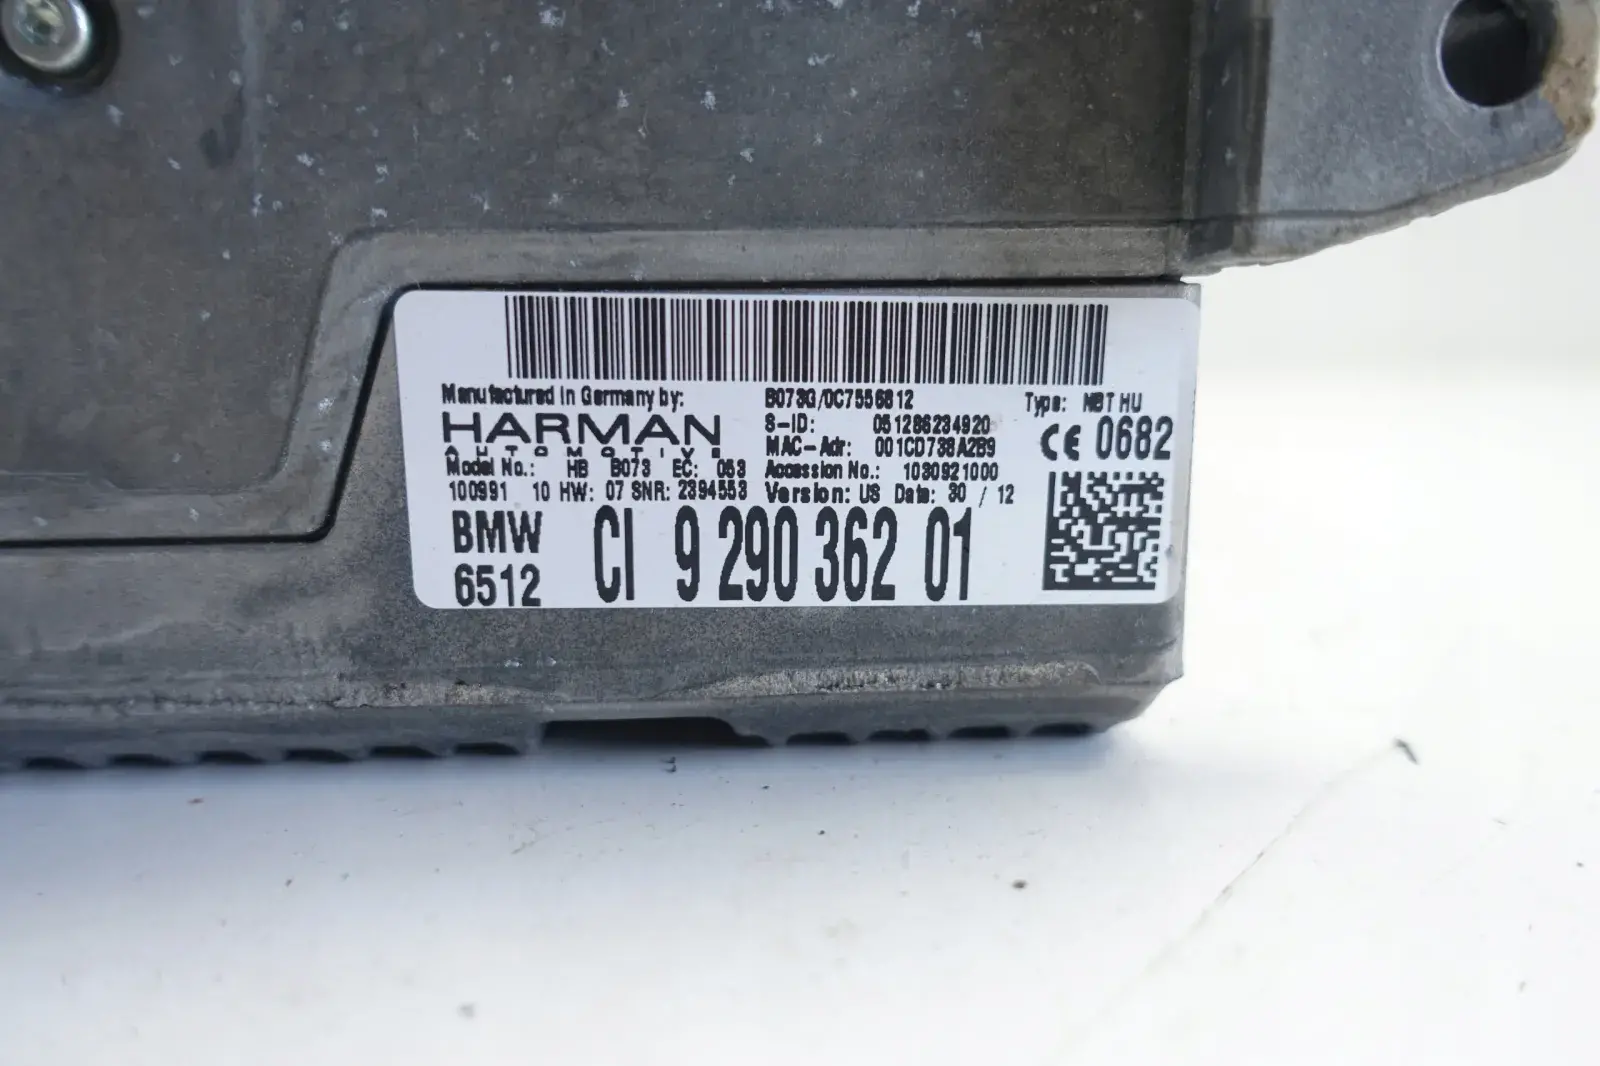 Manufactured in Germany by:
HARMAN
AUTOMOTIVE
B073G/0C7556812
Type: NBT HU
S-ID: 051286234920
MAC-Adr: 001CD738A2B9
CE 0682
Model No.: HB B073 EC: 053
Accession No.: 1030921000
100991 10 HW: 07 SNR: 2394553
Version: US Date: 30 / 12
BMW
6512
CI 9 290 362 01